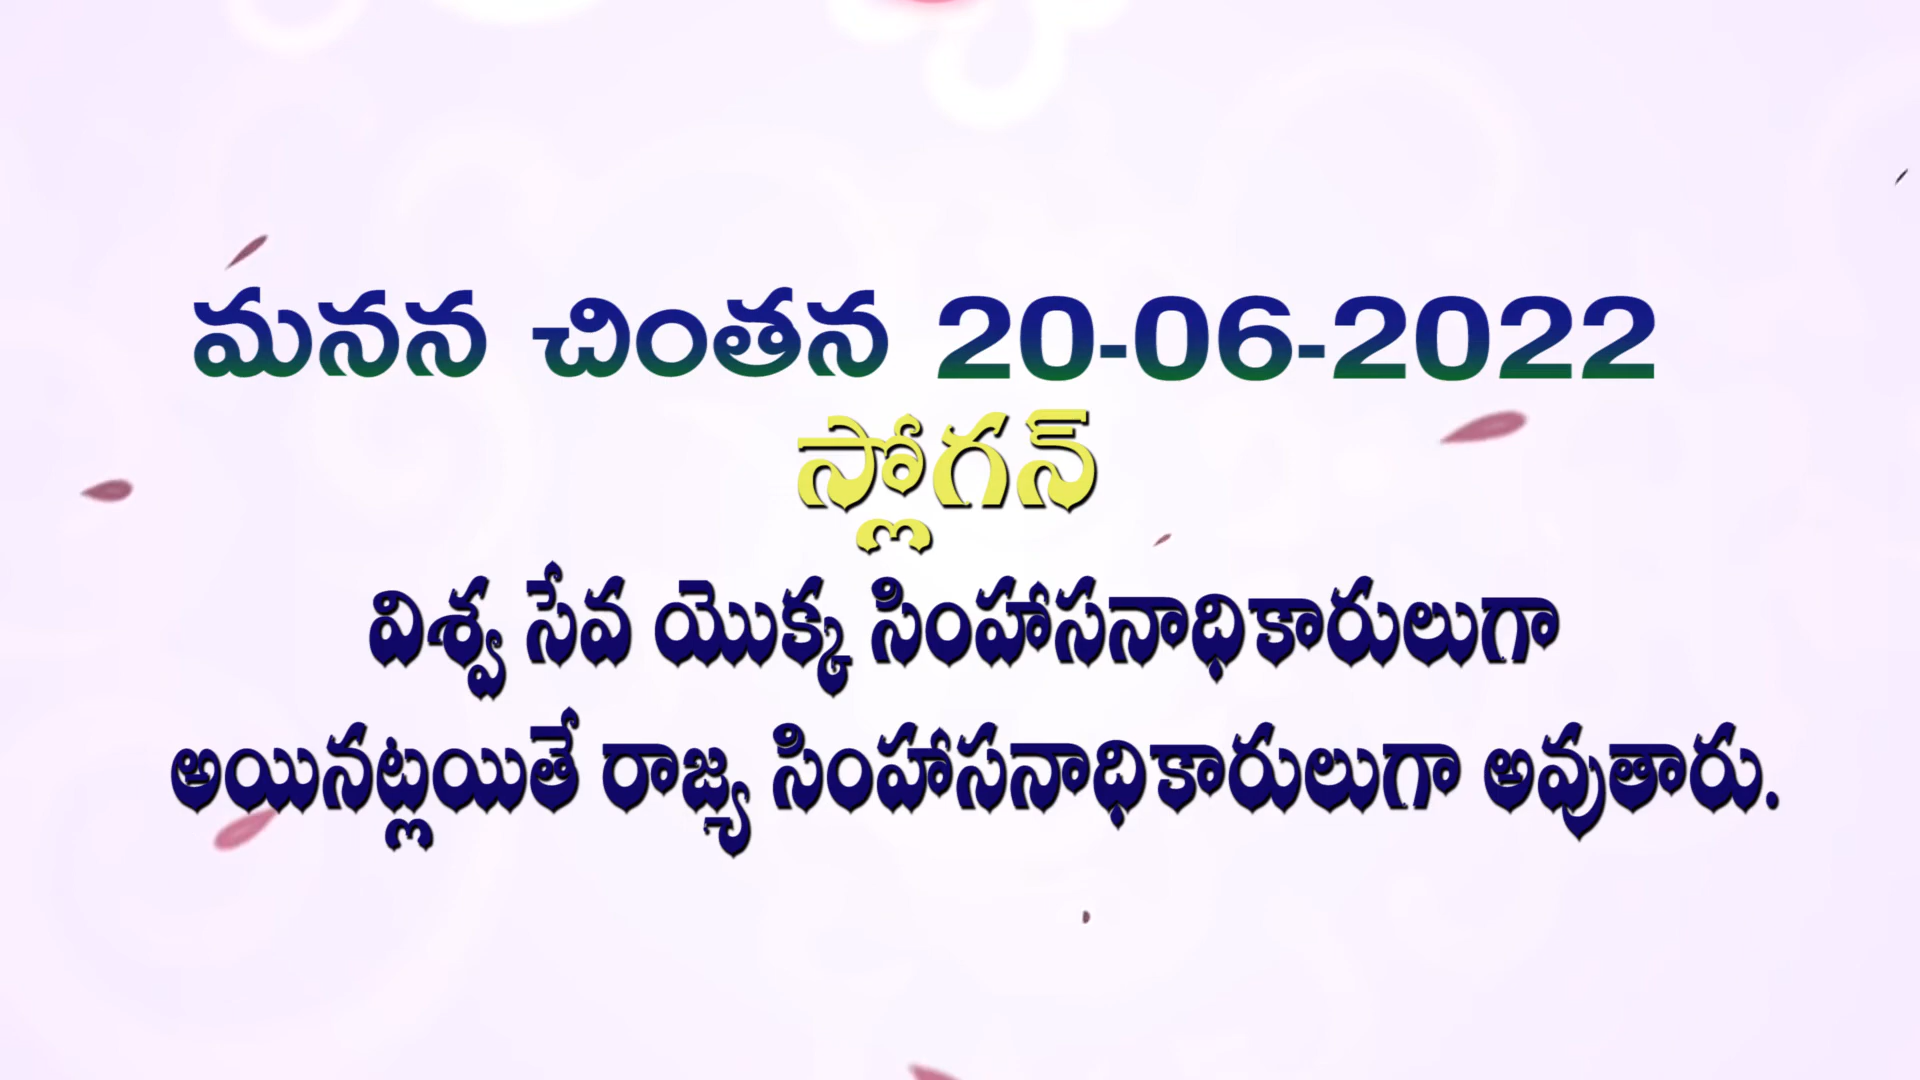 మనన చింతన 20-06-2022
స్లోగన్
విశ్వ సేవ యొక్క సింహాసనాధికారులుగా
అయినట్లయితే రాజ్య సింహాసనాధికారులుగా అవుతారు.